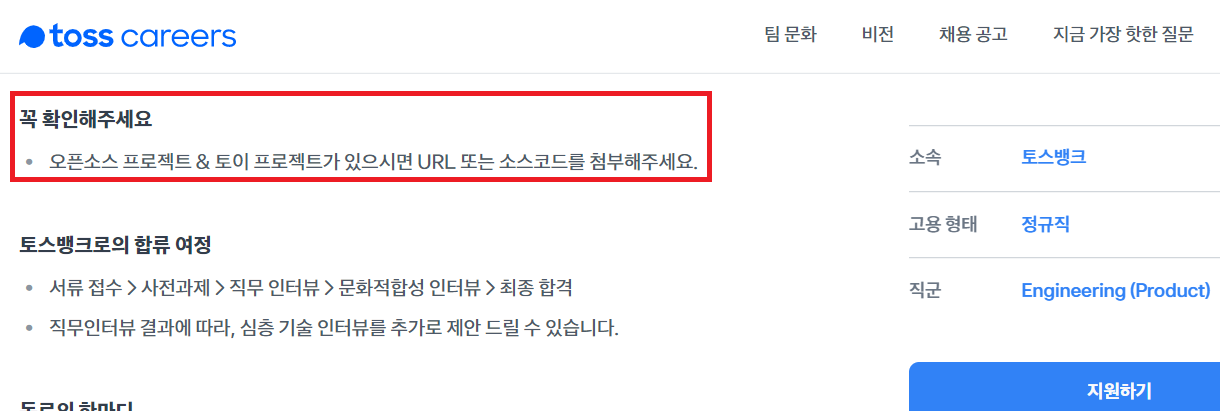 toss careers
팀 문화 비전 채용 공고 지금 가장 핫한 질문
꼭 확인해주세요
• 오픈소스 프로젝트 & 토이 프로젝트가 있으시면 URL 또는 소스코드를 첨부해주세요.
토스뱅크로의 합류 여정
• 서류 접수 > 사전과제 > 직무 인터뷰 > 문화적합성 인터뷰 > 최종 합격
• 직무인터뷰 결과에 따라, 심층 기술 인터뷰를 추가로 제안 드릴 수 있습니다.
소속 토스뱅크
고용 형태 정규직
직군 Engineering (Product)
지원하기